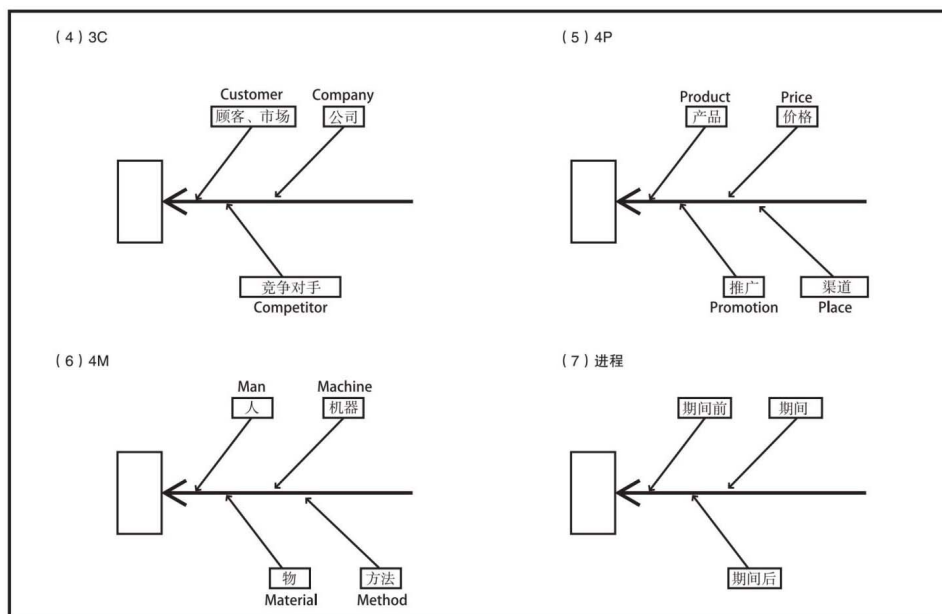 （4）3C
Customer
Company
顾客、市场
公司
竞争对手
Competitor
（5）4P
Product
Price
产品
价格
推广
渠道
Promotion
Place
（6）4M
Man
Machine
人
机器
物
方法
Material
Method
（7）进程
期间前
期间
期间后